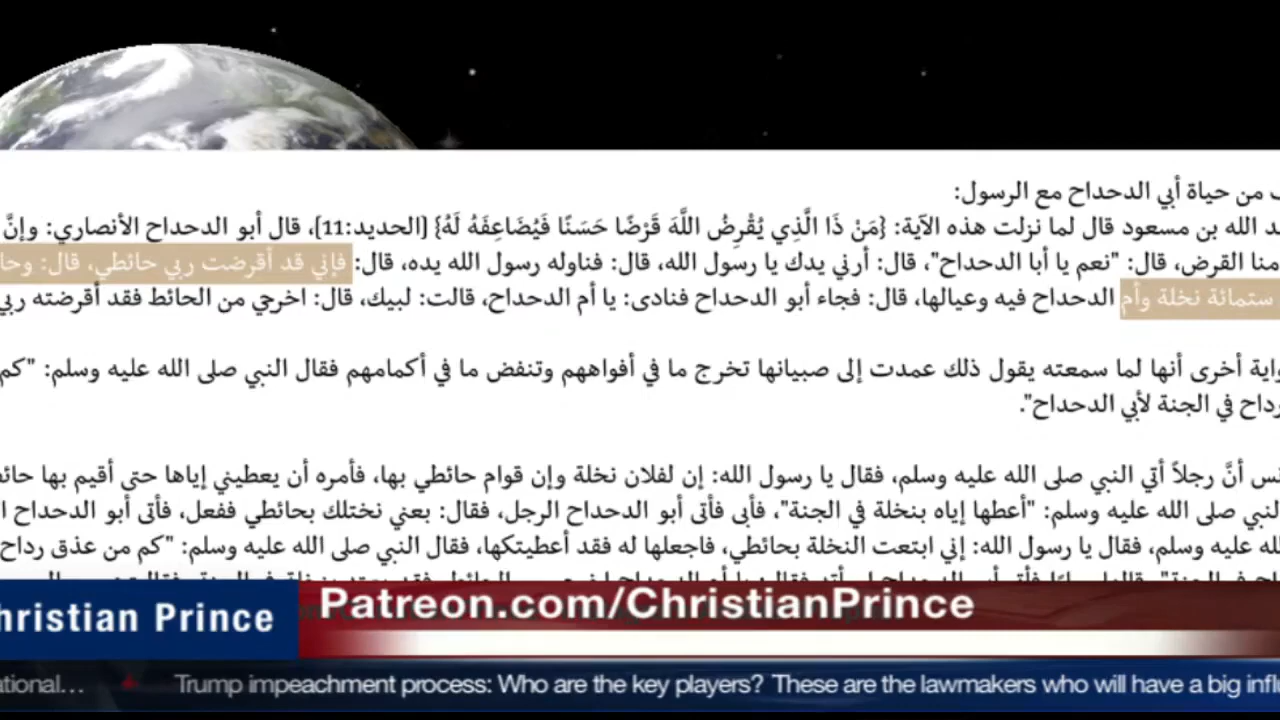 من حياة أبي الدحداح مع الرسول:
الله بن مسعود قال لما نزلت هذه الآية: {مَنْ ذَا الَّذِي يُقْرِضُ اللَّهَ قَرْضًا حَسَنًا فَيُضَاعِفَهُ لَهُ} [الحديد:11]، قال أبو الدحداح الأنصاري: وإنَّ
منا القرض، قال: "نعم يا أبا الدحداح"، قال: أرني يدك يا رسول الله، قال: فناوله رسول الله يده، قال: فإني قد أقرضت ربي حائطي، قال: وحا
ستمائة نخلة وأم الدحداح فيه وعيالها، قال: فجاء أبو الدحداح فنادى: يا أم الدحداح، قالت: لبيك، قال: اخرجي من الحائط فقد أقرضته ربي
أخرى أنها لما سمعته يقول ذلك عمدت إلى صبيانها تخرج ما في أفواههم وتنفض ما في أكمامهم فقال النبي صلى الله عليه وسلم: "كم
رداح في الجنة لأبي الدحداح".
أنَّ رجلاً أتي النبي صلى الله عليه وسلم، فقال يا رسول الله: إن لفلان نخلة وإن قوام حائطي بها، فأمره أن يعطيني إياها حتى أقيم بها حائط
النبي صلى الله عليه وسلم: "أعطها إياه بنخلة في الجنة"، فأبى فأتى أبو الدحداح الرجل، فقال: بعني نختلك بحائطي ففعل، فأتى أبو الدحداح
عليه وسلم، فقال يا رسول الله: إني ابتعت النخلة بحائطي، فاجعلها له فقد أعطيتكها، فقال النبي صلى الله عليه وسلم: "كم من عذق رداح
Patreon.com/ChristianPrince
hristian Prince
ational… Trump impeachment process: Who are the key players? These are the lawmakers who will have a big influ